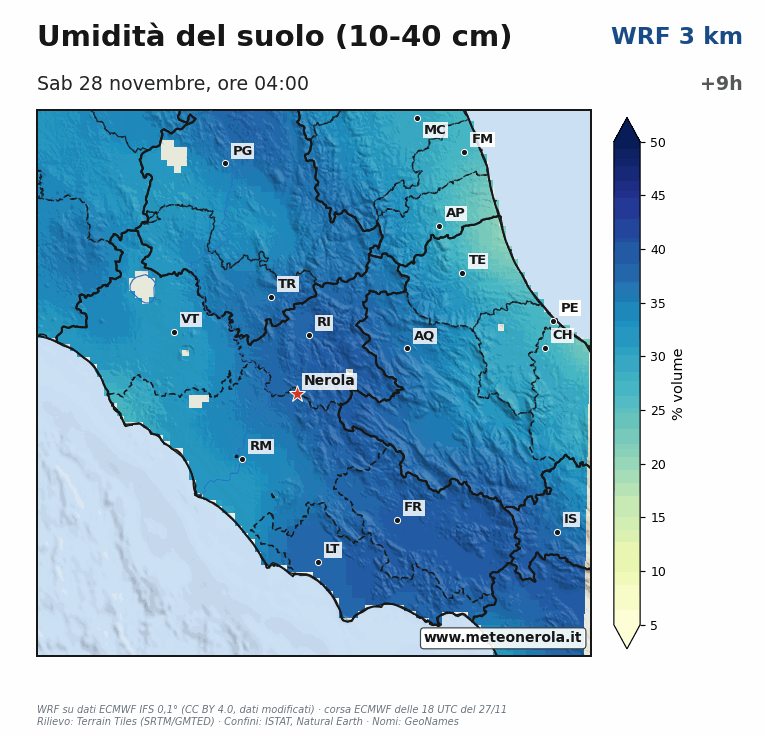 Umidità del suolo (10-40 cm)
WRF 3 km
Sab 28 novembre, ore 04:00
+9h
MC
FM
PG
AP
TE
TR
PE
VT
RI
AQ
CH
Nerola
RM
FR
IS
LT
www.meteonerola.it
50
45
40
35
30
25
20
15
10
5
% volume
WRF su dati ECMWF IFS 0,1° (CC BY 4.0, dati modificati) · corsa ECMWF delle 18 UTC del 27/11
Rilievo: Terrain Tiles (SRTM/GMTED) · Confini: ISTAT, Natural Earth · Nomi: GeoNames